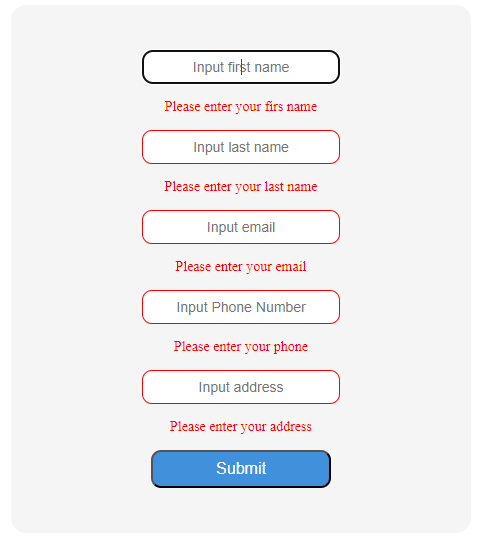 Input first name
Please enter your firs name
Input last name
Please enter your last name
Input email
Please enter your email
Input Phone Number
Please enter your phone
Input address
Please enter your address
Submit